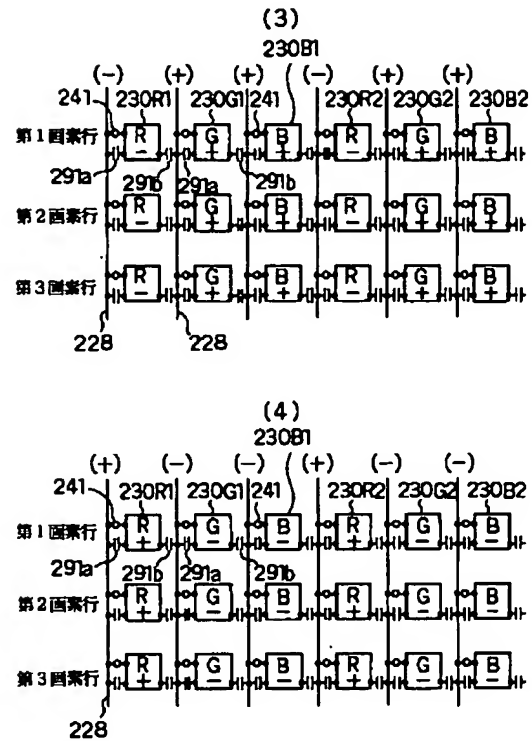 (3)
230B1
(-) (+) (+) (-) (+) (+)
241 230R1 230G1 241 230R2 230G2 230B2
第1画素行 R G B R G B
- + + - + +
291a 291b 291a 291b
第2画素行 R G B R G B
- + + - + +
第3画素行 R G B R G B
- + + - + +
228 228
(4)
230B1
(+) (-) (-) (+) (-) (-)
241 230R1 230G1 241 230R2 230G2 230B2
第1画素行 R G B R G B
+ - - + - -
291a 291b 291a 291b
第2画素行 R G B R G B
+ - - + - -
第3画素行 R G B R G B
+ - - + - -
228